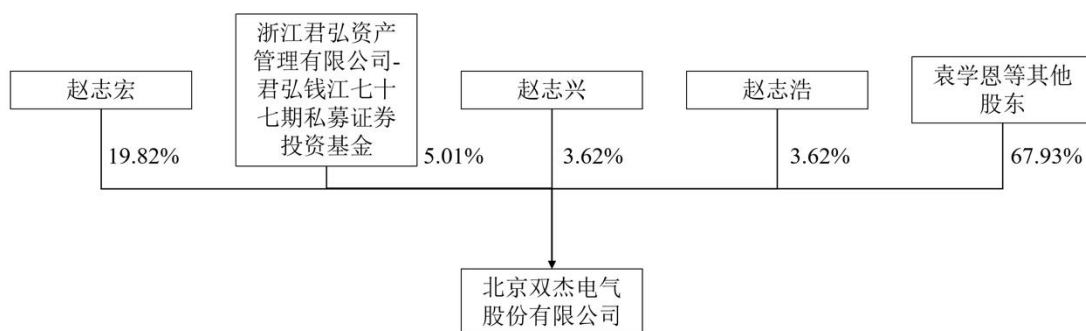 赵志宏
浙江君弘资产
管理有限公司-
君弘钱江七十
七期私募证券
投资基金
赵志兴
赵志浩
袁学恩等其他
股东
19.82%
5.01%
3.62%
3.62%
67.93%
北京双杰电气
股份有限公司